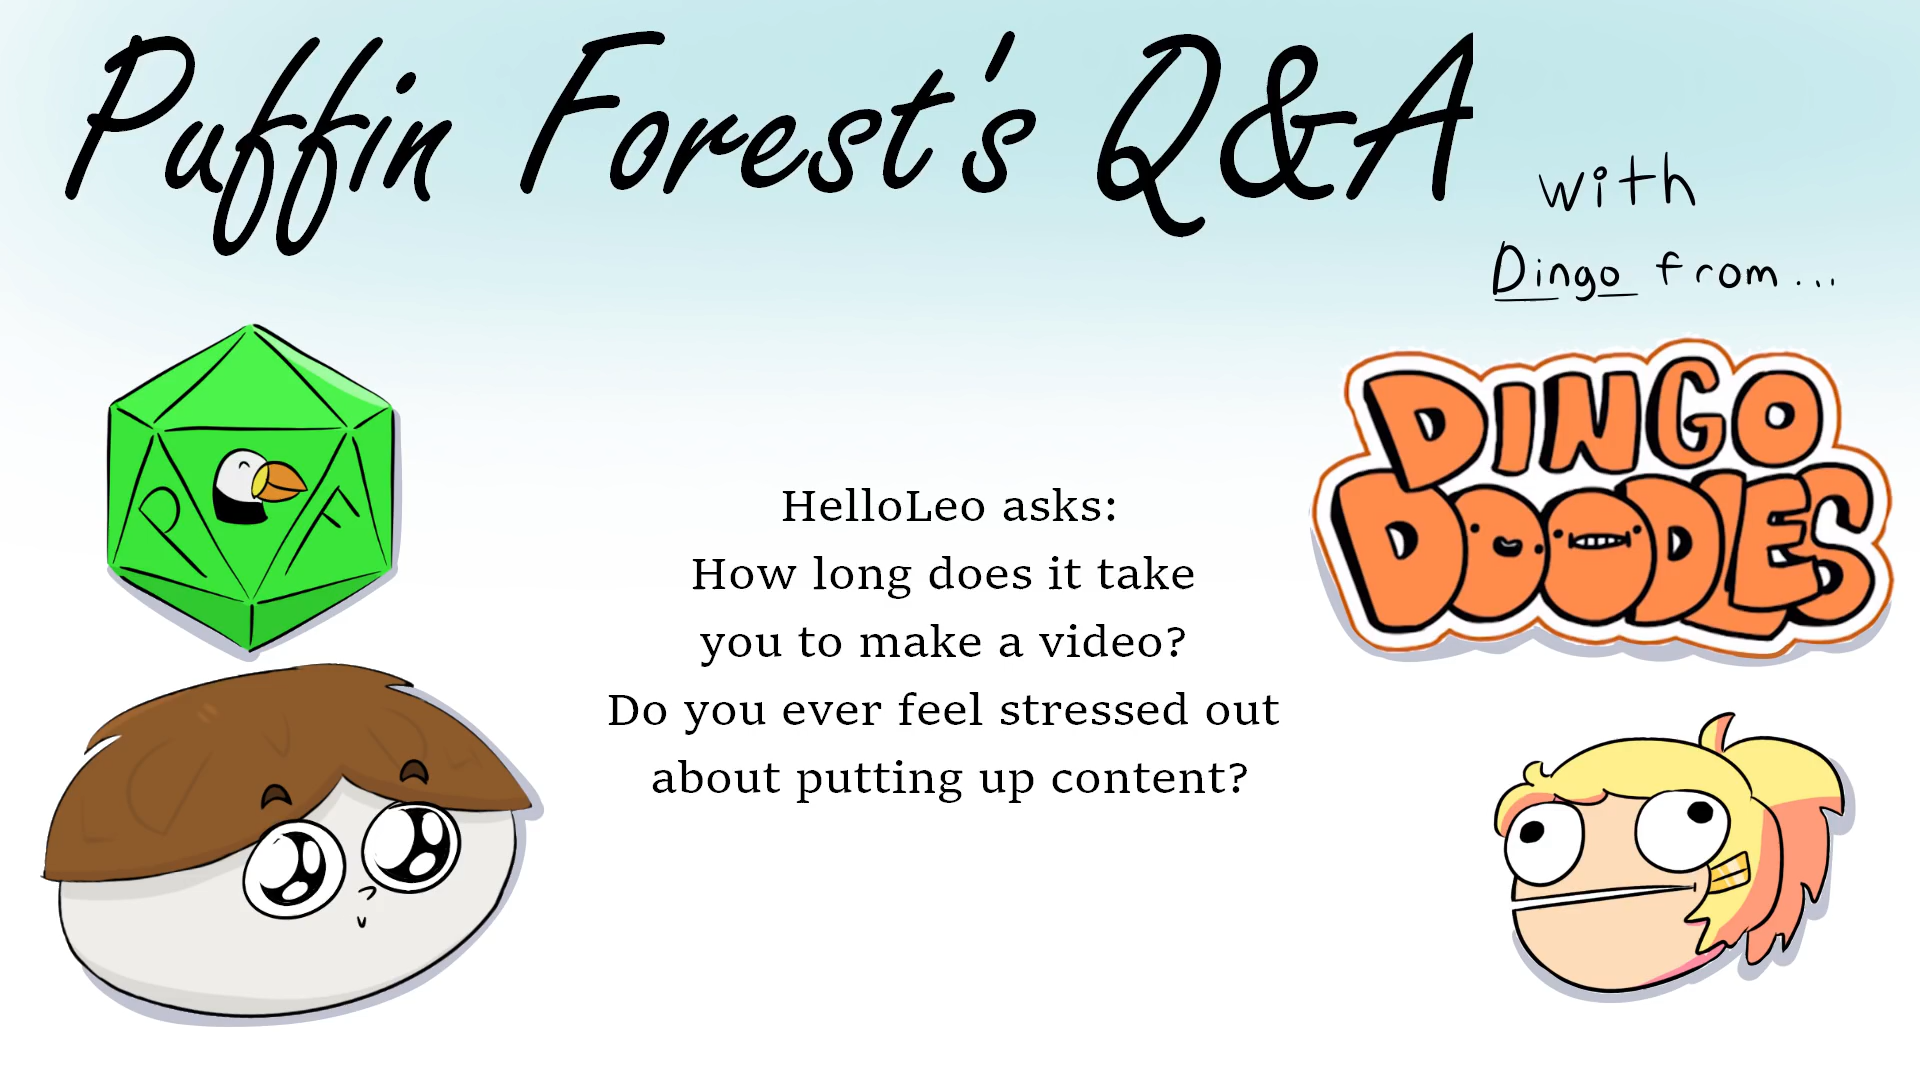 Puffin Forest's Q&A
with
Dingo from...
P F
DINGO
DOODLES
HelloLeo asks:
How long does it take
you to make a video?
Do you ever feel stressed out
about putting up content?